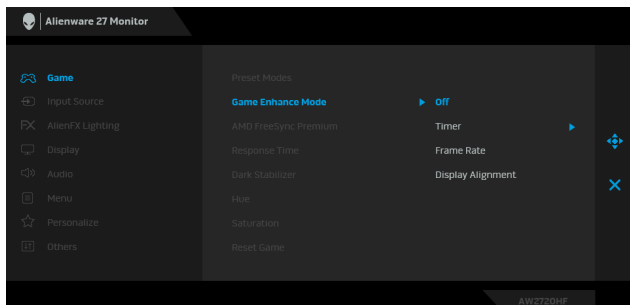 Alienware 27 Monitor
Game
Input Source
AlienFX Lighting
Display
Audio
Menu
Personalize
Others
Preset Modes
Game Enhance Mode
AMD FreeSync Premium
Response Time
Dark Stabilizer
Hue
Saturation
Reset Game
Off
Timer
Frame Rate
Display Alignment
AW2720HF